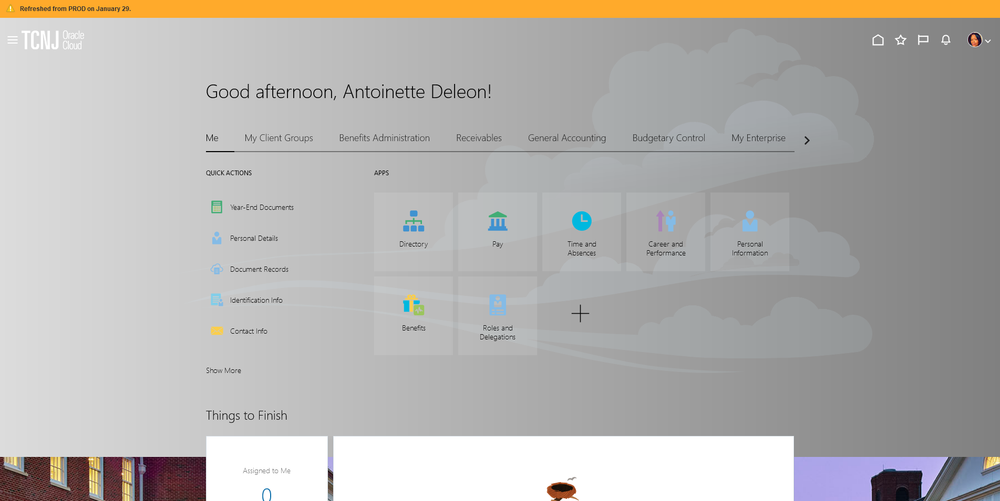 Refreshed from PROD on January 29.
TCNJ Oracle Cloud
Good afternoon, Antoinette Deleon!
Me
My Client Groups
Benefits Administration
Receivables
General Accounting
Budgetary Control
My Enterprise
QUICK ACTIONS
Year-End Documents
Personal Details
Document Records
Identification Info
Contact Info
Show More
APPS
Directory
Pay
Time and
Absences
Career and
Performance
Personal
Information
Benefits
Roles and
Delegations
Things to Finish
Assigned to Me
0